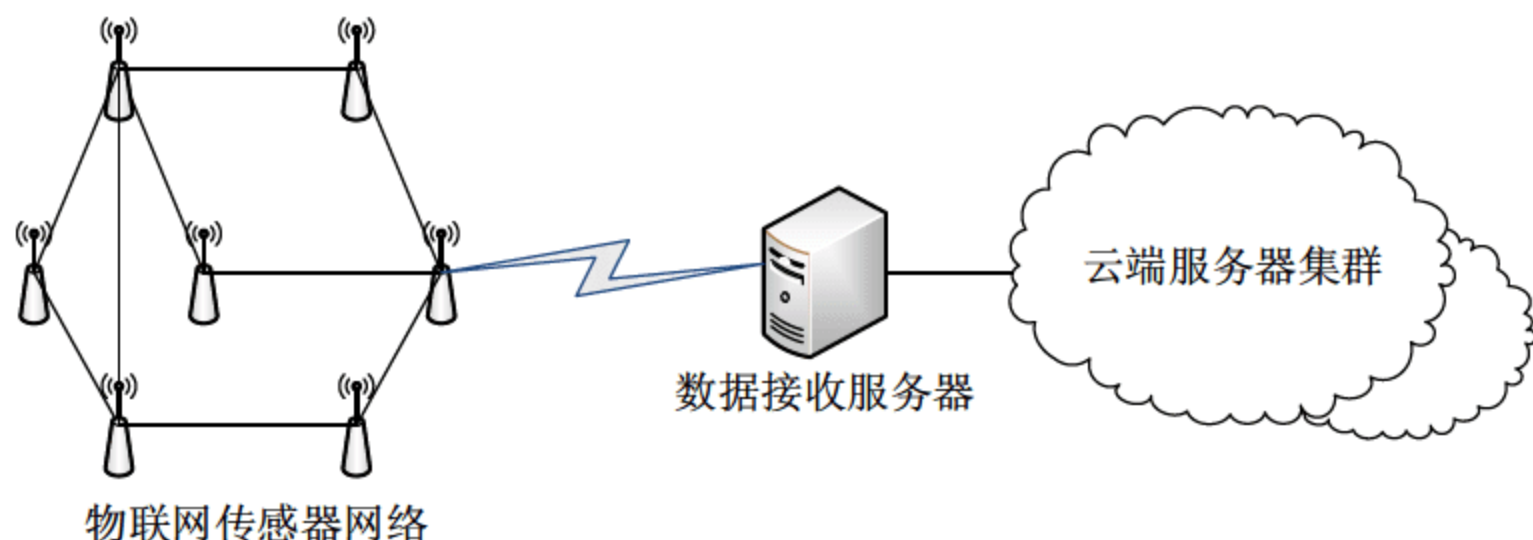 云端服务器集群
数据接收服务器
物联网传感器网络